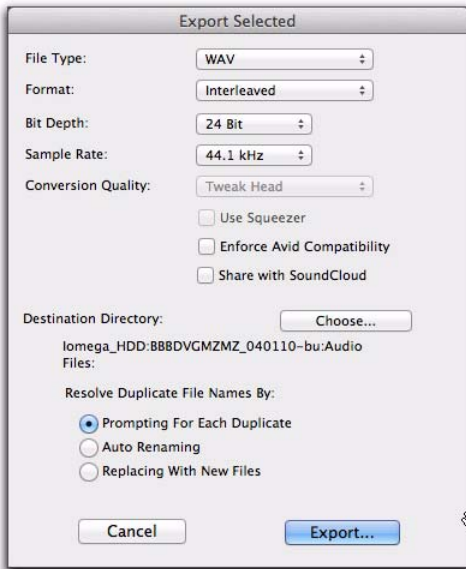 Export Selected
File Type: WAV
Format: Interleaved
Bit Depth: 24 Bit
Sample Rate: 44.1 kHz
Conversion Quality: Tweak Head
Use Squeezer
Enforce Avid Compatibility
Share with SoundCloud
Destination Directory: Choose...
Iomega_HDD:BBBDVGMZMZ_040110-bu:Audio
Files:
Resolve Duplicate File Names By:
Prompting For Each Duplicate
Auto Renaming
Replacing With New Files
Cancel Export...